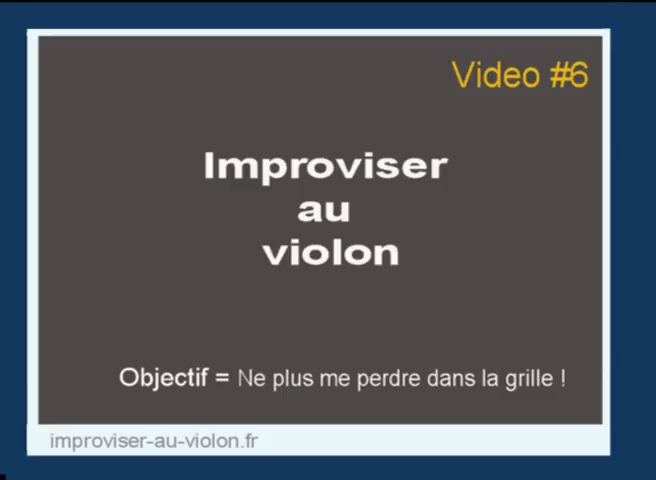 Video #6
Improviser
au
violon
Objectif = Ne plus me perdre dans la grille !
improviser-au-violon.fr